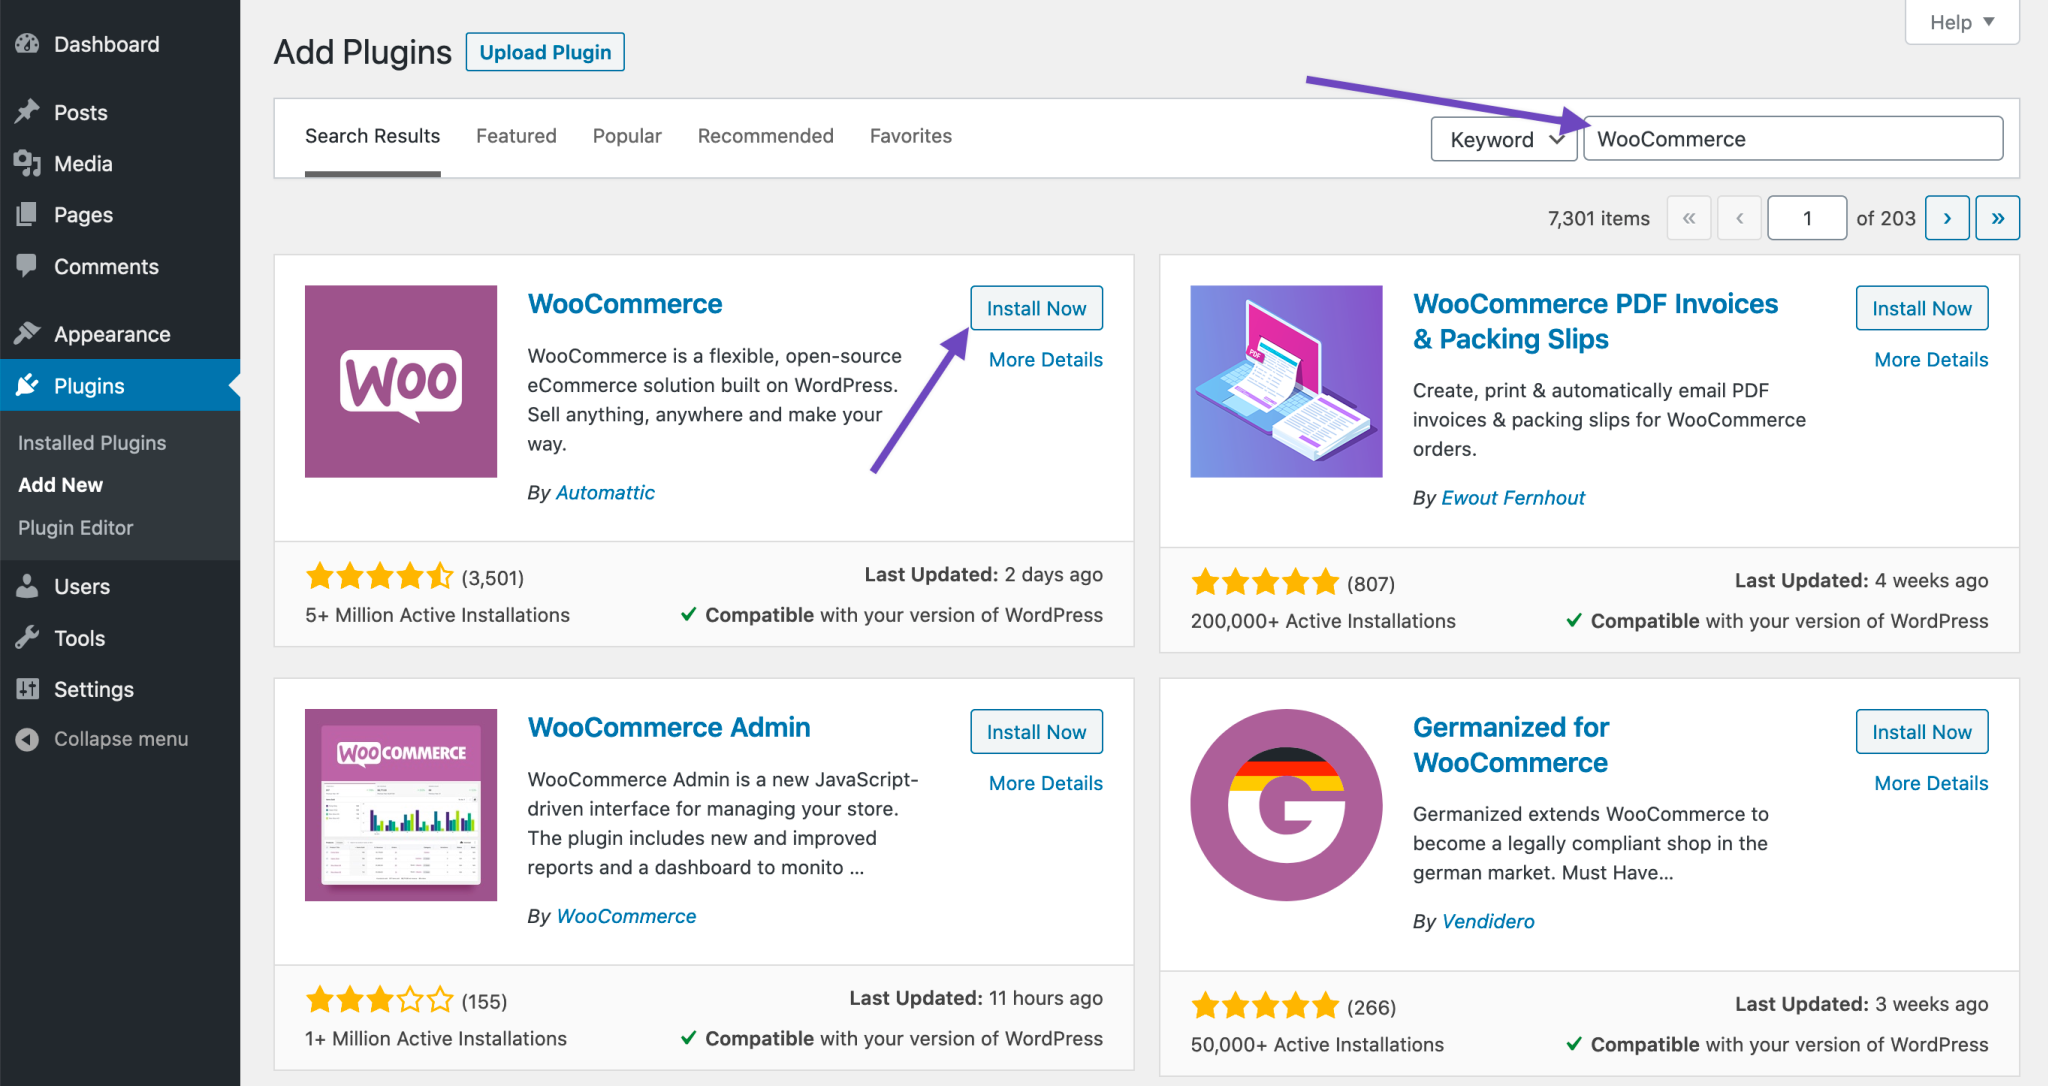 Dashboard
Posts
Media
Pages
Comments
Appearance
Plugins
Installed Plugins
Add New
Plugin Editor
Users
Tools
Settings
Collapse menu
Help
Add Plugins
Upload Plugin
Search Results Featured Popular Recommended Favorites
Keyword WooCommerce
7,301 items « ‹ 1 of 203 › »
WOO
WooCommerce
Install Now
More Details
WooCommerce is a flexible, open-source
eCommerce solution built on WordPress.
Sell anything, anywhere and make your
way.
By Automattic
(3,501)
Last Updated: 2 days ago
5+ Million Active Installations
Compatible with your version of WordPress
PDF
WooCommerce PDF Invoices
& Packing Slips
Install Now
More Details
Create, print & automatically email PDF
invoices & packing slips for WooCommerce
orders.
By Ewout Fernhout
(807)
Last Updated: 4 weeks ago
200,000+ Active Installations
Compatible with your version of WordPress
WOOCOMMERCE
WooCommerce Admin
Install Now
More Details
WooCommerce Admin is a new JavaScript-
driven interface for managing your store.
The plugin includes new and improved
reports and a dashboard to monito ...
By WooCommerce
(155)
Last Updated: 11 hours ago
1+ Million Active Installations
Compatible with your version of WordPress
G
Germanized for
WooCommerce
Install Now
More Details
Germanized extends WooCommerce to
become a legally compliant shop in the
german market. Must Have...
By Vendidero
(266)
Last Updated: 3 weeks ago
50,000+ Active Installations
Compatible with your version of WordPress